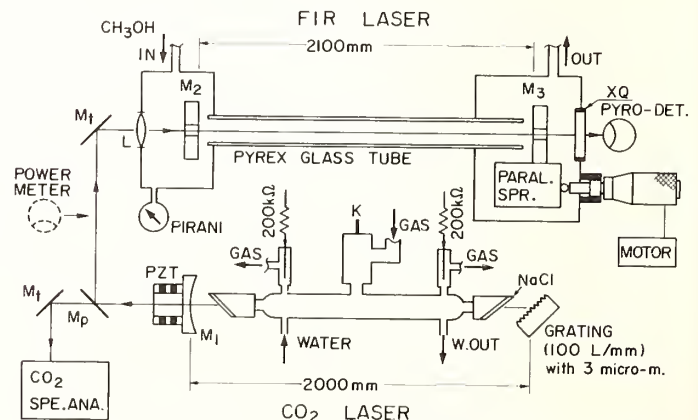 FIR LASER
CH3OH
IN
2100mm
OUT
M2
M3
XQ
PYRO-DET.
Mt
L
PYREX GLASS TUBE
PARAL.
SPR.
POWER
METER
PIRANI
200kΩ
K
GAS
200kΩ
MOTOR
GAS
GAS
NaCl
PZT
Mt
Mp
M1
GRATING
(100 L/mm)
with 3 micro-m.
WATER
W.OUT
CO2
SPE.ANA.
2000mm
CO2 LASER